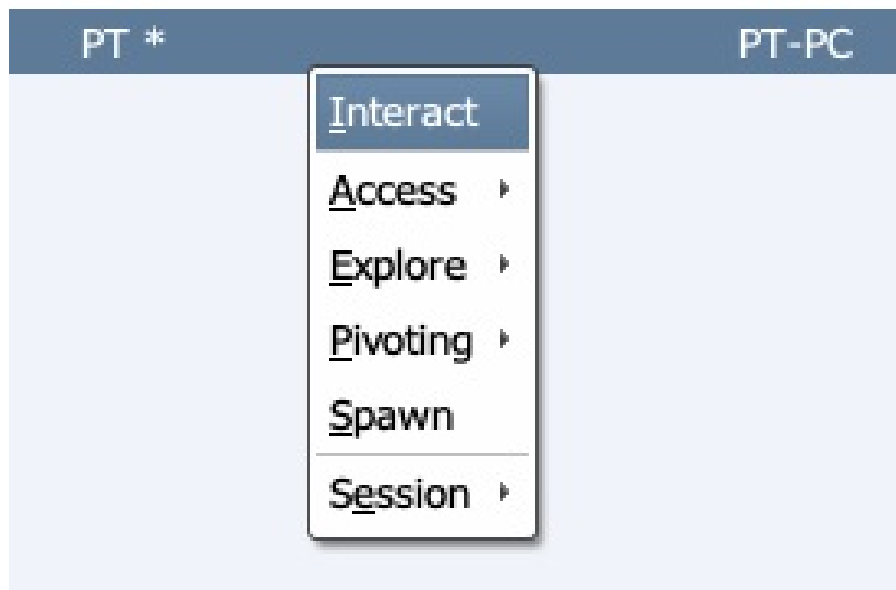 PT * PT-PC
Interact
Access
Explore
Pivoting
Spawn
Session